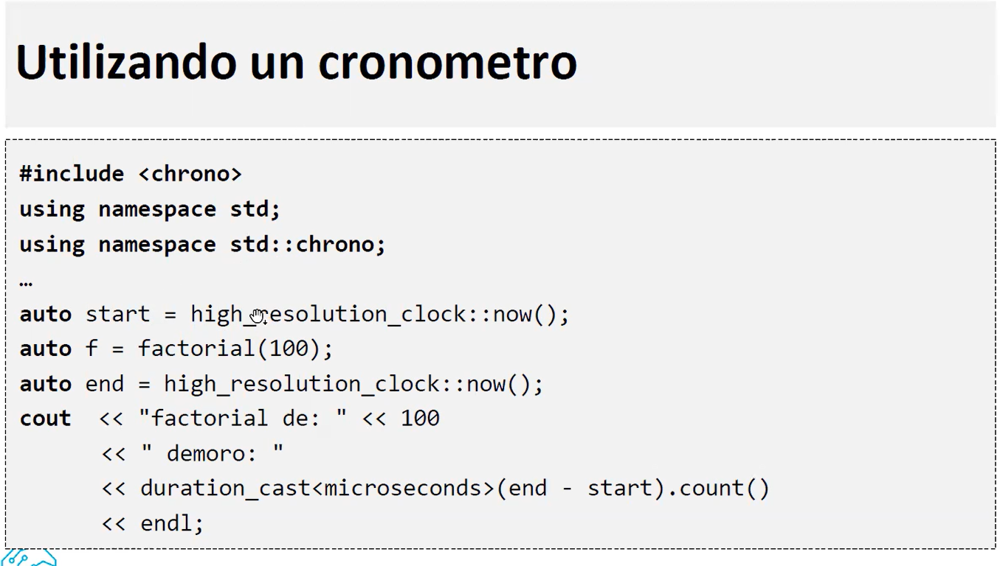 Utilizando un cronometro
#include <chrono>
using namespace std;
using namespace std::chrono;
…
auto start = high_resolution_clock::now();
auto f = factorial(100);
auto end = high_resolution_clock::now();
cout  << "factorial de: " << 100
      << " demoro: "
      << duration_cast<microseconds>(end - start).count()
      << endl;